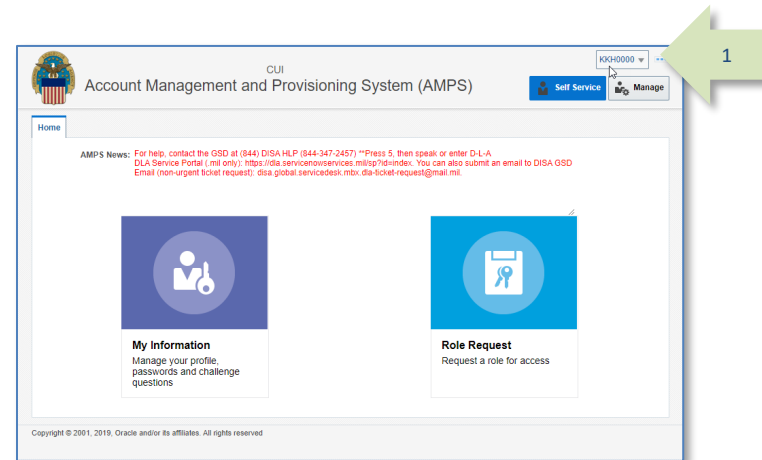 KKH0000
1
CUI
Account Management and Provisioning System (AMPS)
Self Service
Manage
Home
AMPS News: For help, contact the GSD at (844) DISA HLP (844-347-2457) **Press 5, then speak or enter D-L-A
DLA Service Portal (.mil only): https://dla.servicenowservices.mil/sp?id=index. You can also submit an email to DISA GSD
Email (non-urgent ticket request): disa.global.servicedesk.mbx.dla-ticket-request@mail.mil.
My Information
Manage your profile,
passwords and challenge
questions
Role Request
Request a role for access
Copyright © 2001, 2019, Oracle and/or its affiliates. All rights reserved